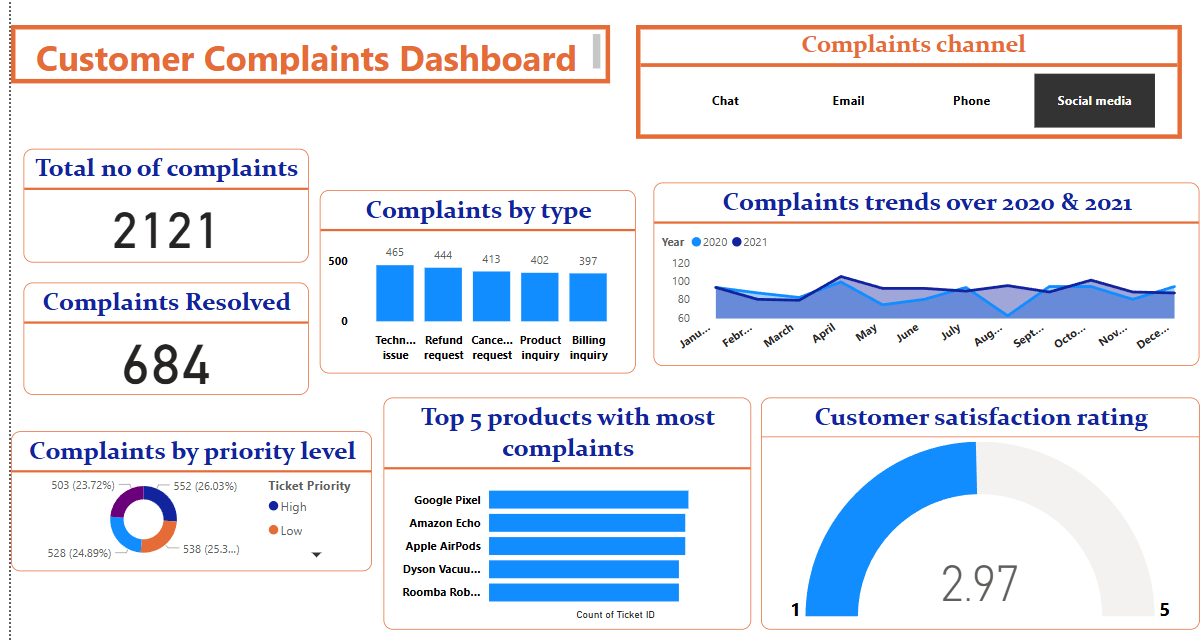 Customer Complaints Dashboard
Complaints channel
Chat
Email
Phone
Social media
Total no of complaints
2121
Complaints Resolved
684
Complaints by type
500
0
465
444
413
402
397
Techn...
issue
Refund
request
Cance...
request
Product
inquiry
Billing
inquiry
Complaints trends over 2020 & 2021
Year 2020 2021
120
100
80
60
Janu...
Febr...
March
April
May
June
July
Aug...
Sept...
Octo...
Nov...
Dece...
Complaints by priority level
503 (23.72%)
552 (26.03%)
528 (24.89%)
538 (25.3...)
Ticket Priority
High
Low
Top 5 products with most
complaints
Google Pixel
Amazon Echo
Apple AirPods
Dyson Vacuu...
Roomba Rob...
Count of Ticket ID
Customer satisfaction rating
2.97
1
5